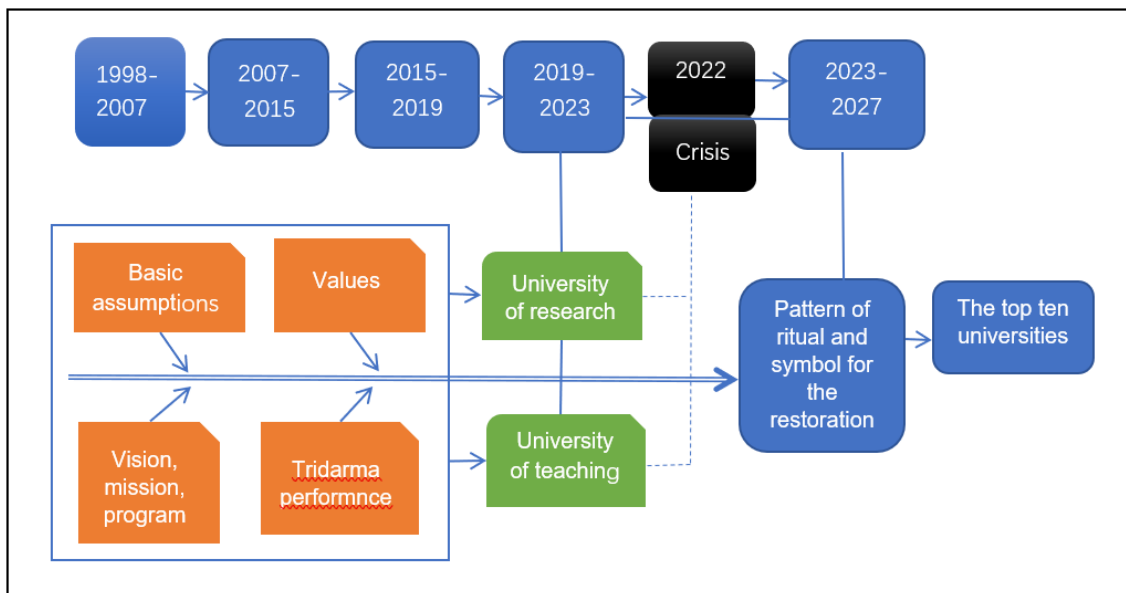 1998-
2007
2007-
2015
2015-
2019
2019-
2023
2022
Crisis
2023-
2027
Basic
assumptions
Values
University
of research
Pattern of
ritual and
symbol for
the
restoration
The top ten
universities
Vision,
mission,
program
Tridarma
performnce
University
of teaching